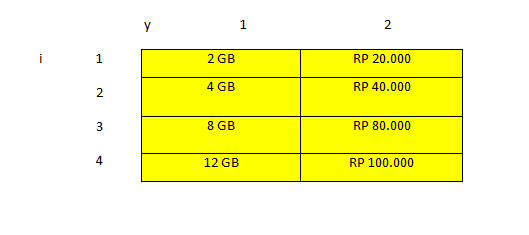 y 1 2
i 1 2 GB RP 20.000
2 4 GB RP 40.000
3 8 GB RP 80.000
4 12 GB RP 100.000